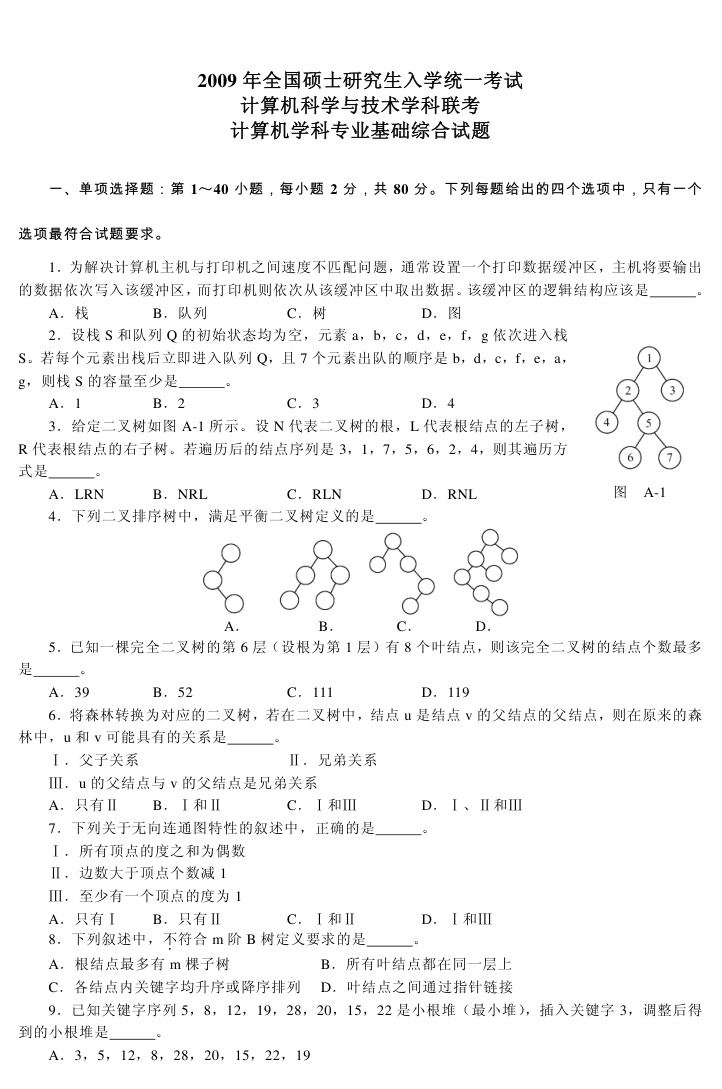 2009 年全国硕士研究生入学统一考试
计算机科学与技术学科联考
计算机学科专业基础综合试题
一、单项选择题：第 1～40 小题，每小题 2 分，共 80 分。下列每题给出的四个选项中，只有一个
选项最符合试题要求。
1．为解决计算机主机与打印机之间速度不匹配问题，通常设置一个打印数据缓冲区，主机将要输出
的数据依次写入该缓冲区，而打印机则依次从该缓冲区中取出数据。该缓冲区的逻辑结构应该是______。
A．栈 B．队列 C．树 D．图
2．设栈 S 和队列 Q 的初始状态均为空，元素 a，b，c，d，e，f，g 依次进入栈
S。若每个元素出栈后立即进入队列 Q，且 7 个元素出队的顺序是 b，d，c，f，e，a，
g，则栈 S 的容量至少是______。
A．1 B．2 C．3 D．4
3．给定二叉树如图 A-1 所示。设 N 代表二叉树的根，L 代表根结点的左子树，
R 代表根结点的右子树。若遍历后的结点序列是 3，1，7，5，6，2，4，则其遍历方
式是______。
A．LRN B．NRL C．RLN D．RNL
1
2 3
4 5
6 7
图 A-1
4．下列二叉排序树中，满足平衡二叉树定义的是______。
A． B． C． D．
5．已知一棵完全二叉树的第 6 层（设根为第 1 层）有 8 个叶结点，则该完全二叉树的结点个数最多
是______。
A．39 B．52 C．111 D．119
6．将森林转换为对应的二叉树，若在二叉树中，结点 u 是结点 v 的父结点的父结点，则在原来的森
林中，u 和 v 可能具有的关系是______。
Ⅰ．父子关系 Ⅱ．兄弟关系
Ⅲ．u 的父结点与 v 的父结点是兄弟关系
A．只有Ⅱ B．Ⅰ和Ⅱ C．Ⅰ和Ⅲ D．Ⅰ、Ⅱ和Ⅲ
7．下列关于无向连通图特性的叙述中，正确的是______。
Ⅰ．所有顶点的度之和为偶数
Ⅱ．边数大于顶点个数减 1
Ⅲ．至少有一个顶点的度为 1
A．只有Ⅰ B．只有Ⅱ C．Ⅰ和Ⅱ D．Ⅰ和Ⅲ
8．下列叙述中，不符合 m 阶 B 树定义要求的是______。
A．根结点最多有 m 棵子树 B．所有叶结点都在同一层上
C．各结点内关键字均升序或降序排列 D．叶结点之间通过指针链接
9．已知关键字序列 5，8，12，19，28，20，15，22 是小根堆（最小堆），插入关键字 3，调整后得
到的小根堆是______。
A．3，5，12，8，28，20，15，22，19